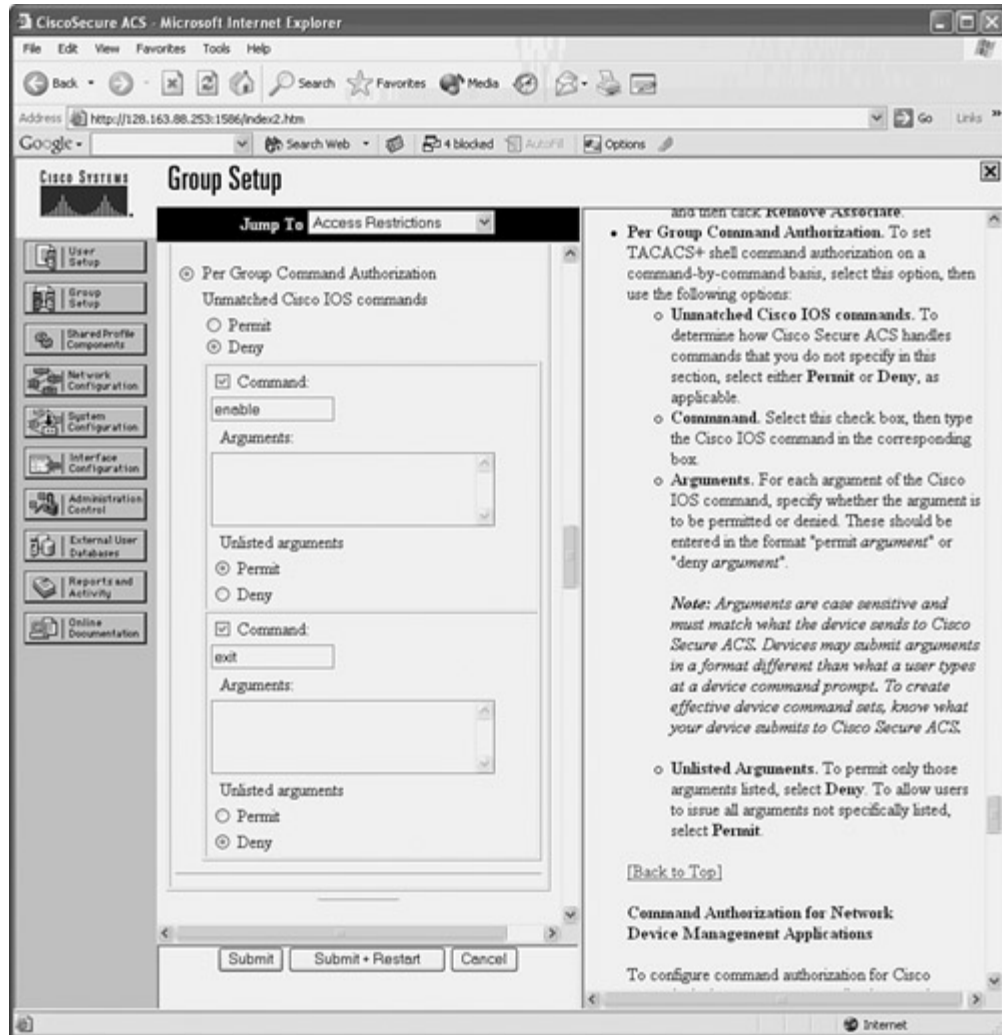 CiscoSecure ACS - Microsoft Internet Explorer
File Edit View Favorites Tools Help
Back Search Favorites Media
Address http://128.163.88.253:1586/index2.htm Go Links »
Google - Search Web 4 blocked AutoFill Options
CISCO SYSTEMS
Group Setup
Jump To Access Restrictions
User Setup
Group Setup
Shared Profile Components
Network Configuration
System Configuration
Interface Configuration
Administration Control
External User Databases
Reports and Activity
Online Documentation
Per Group Command Authorization
Unmatched Cisco IOS commands
Permit
Deny
Command:
enable
Arguments:
Unlisted arguments
Permit
Deny
Command:
exit
Arguments:
Unlisted arguments
Permit
Deny
Submit Submit + Restart Cancel
and then click Remove Associate.
• Per Group Command Authorization. To set
TACACS+ shell command authorization on a
command-by-command basis, select this option, then
use the following options:
o Unmatched Cisco IOS commands. To
determine how Cisco Secure ACS handles
commands that you do not specify in this
section, select either Permit or Deny, as
applicable.
o Commmand. Select this check box, then type
the Cisco IOS command in the corresponding
box.
o Arguments. For each argument of the Cisco
IOS command, specify whether the argument is
to be permitted or denied. These should be
entered in the format "permit argument" or
"deny argument".
Note: Arguments are case sensitive and
must match what the device sends to Cisco
Secure ACS. Devices may submit arguments
in a format different than what a user types
at a device command prompt. To create
effective device command sets, know what
your device submits to Cisco Secure ACS.
o Unlisted Arguments. To permit only those
arguments listed, select Deny. To allow users
to issue all arguments not specifically listed,
select Permit.
[Back to Top]
Command Authorization for Network
Device Management Applications
To configure command authorization for Cisco
Internet